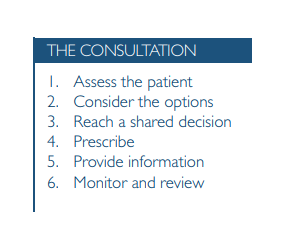 THE CONSULTATION
1. Assess the patient
2. Consider the options
3. Reach a shared decision
4. Prescribe
5. Provide information
6. Monitor and review